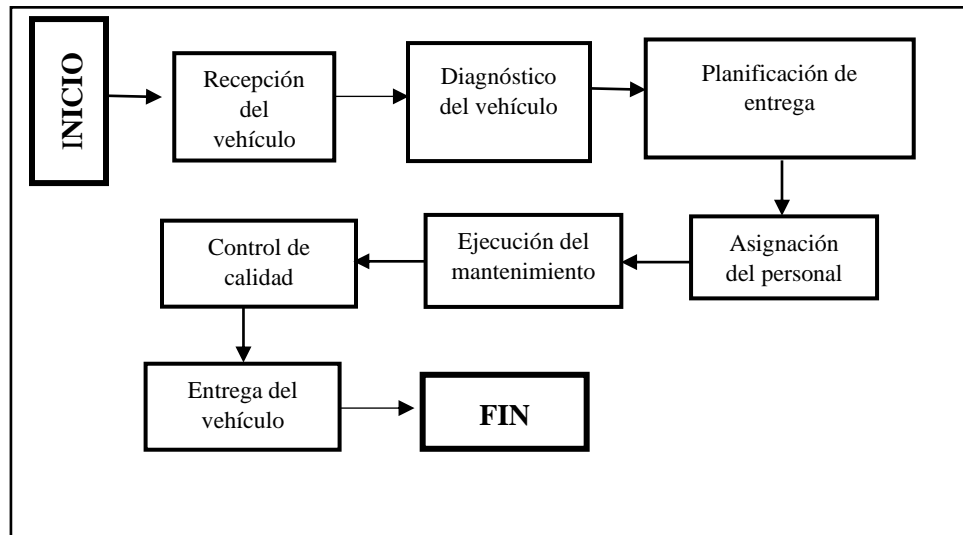 INICIO
Recepción
del
vehículo
Diagnóstico
del vehículo
Planificación de
entrega
Asignación
del personal
Ejecución del
mantenimiento
Control de
calidad
Entrega del
vehículo
FIN